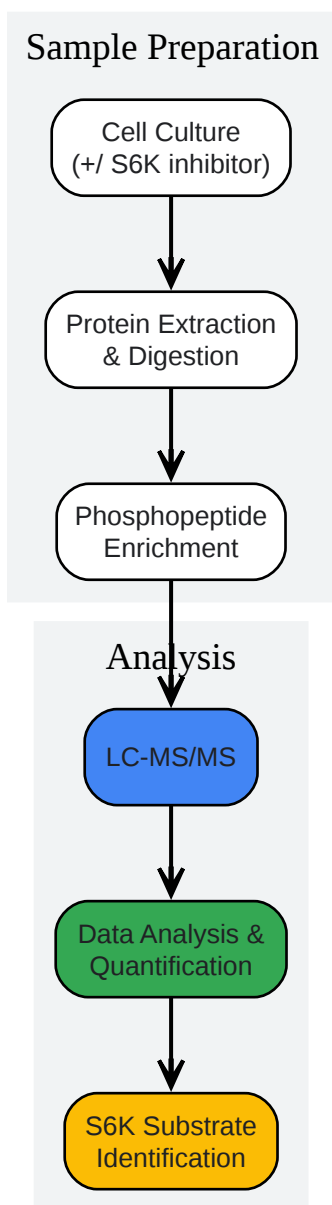 Sample Preparation
Cell Culture
(+/ S6K inhibitor)
Protein Extraction
& Digestion
Phosphopeptide
Enrichment
Analysis
LC-MS/MS
Data Analysis &
Quantification
S6K Substrate
Identification